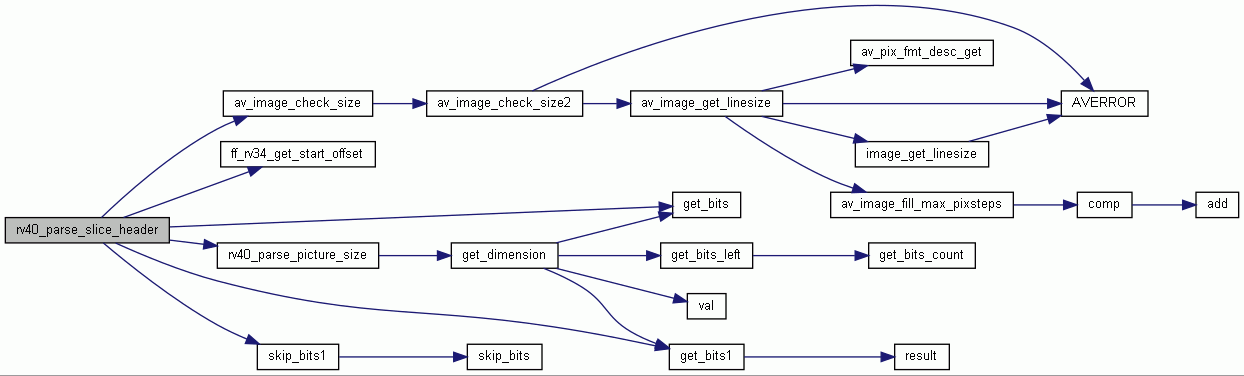 av_pix_fmt_desc_get
av_image_check_size
av_image_check_size2
av_image_get_linesize
AVERROR
ff_rv34_get_start_offset
image_get_linesize
get_bits
av_image_fill_max_pixsteps
comp
add
rv40_parse_slice_header
rv40_parse_picture_size
get_dimension
get_bits_left
get_bits_count
val
skip_bits1
skip_bits
get_bits1
result